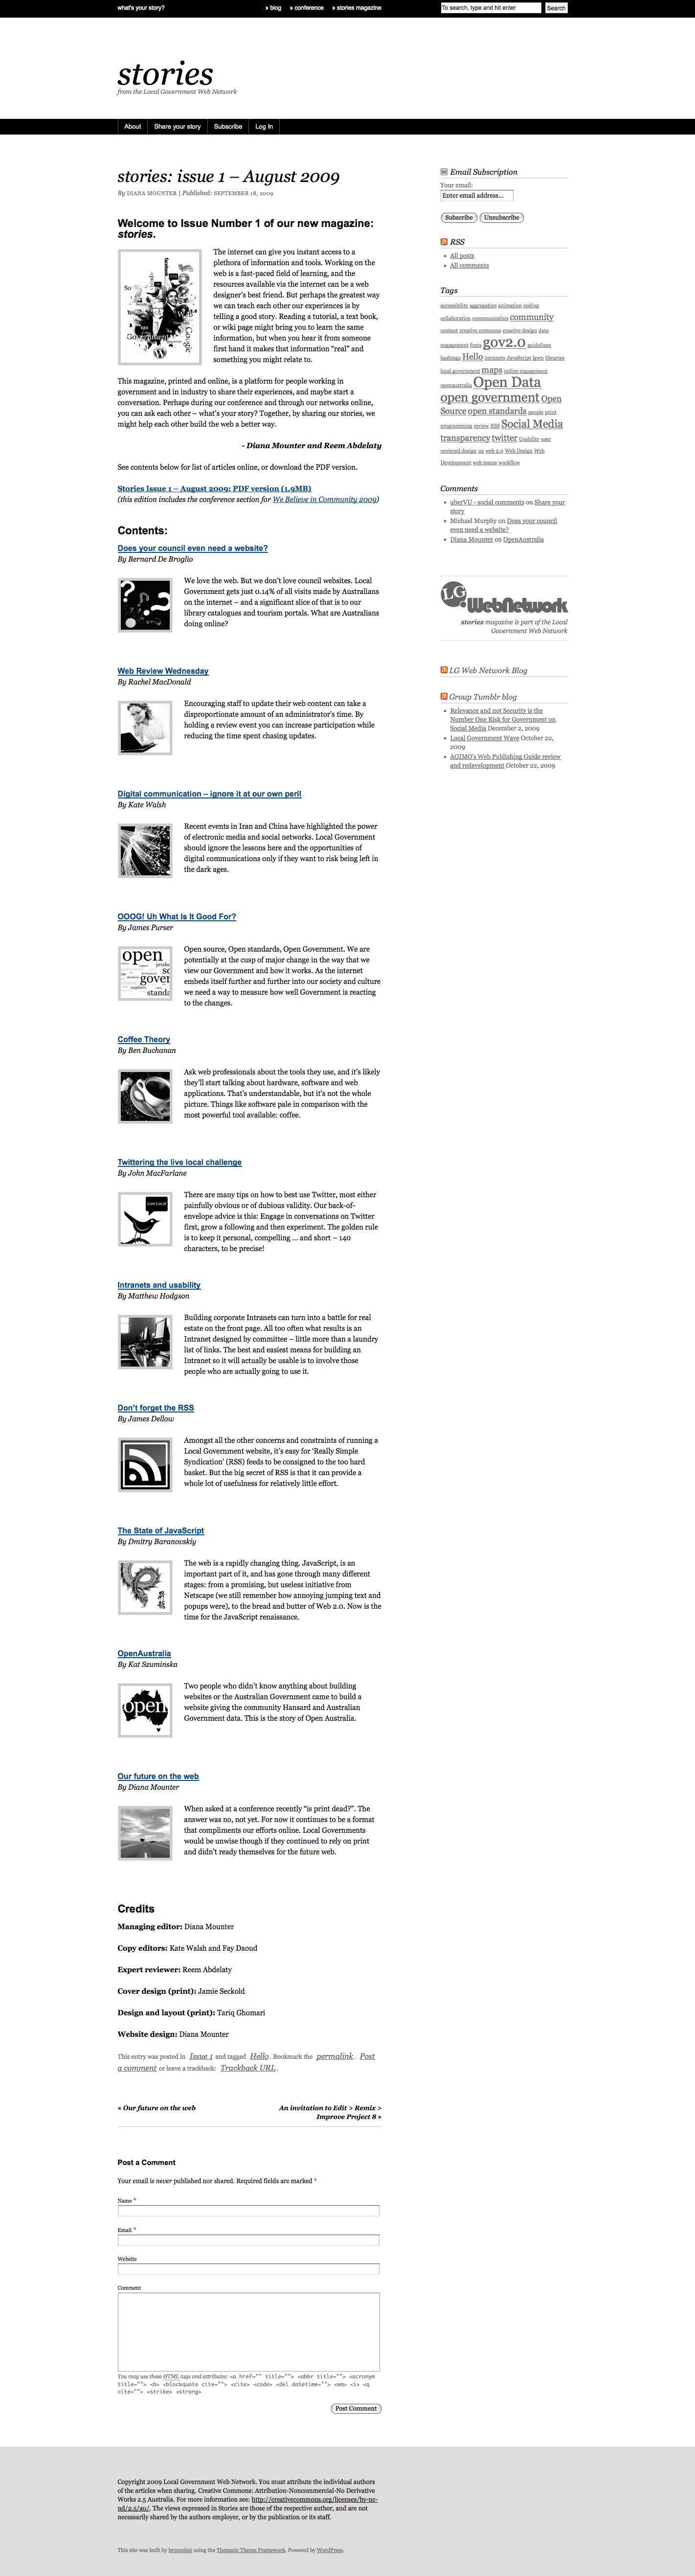 what's your story?
» blog » conference » stories magazine
To search, type and hit enter Search
stories
from the Local Government Web Network
About Share your story Subscribe Log In
stories: issue 1 – August 2009
By DIANA MOUNTER | Published: SEPTEMBER 18, 2009
Welcome to Issue Number 1 of our new magazine:
stories.
The internet can give you instant access to a
plethora of information and tools. Working on the
web is a fast-paced field of learning, and the
resources available via the internet can be a web
designer's best friend. But perhaps the greatest way
we can teach each other our experiences is by
telling a good story. Reading a tutorial, a text book,
or wiki page might bring you to learn the same
information, but when you hear it from someone
first hand it makes that information “real” and
something you might relate to.
This magazine, printed and online, is a platform for people working in
government and in industry to share their experiences, and maybe start a
conversation. Perhaps during our conference and through our networks online,
you can ask each other – what's your story? Together, by sharing our stories, we
might help each other build the web a better way.
- Diana Mounter and Reem Abdelaty
See contents below for list of articles online, or download the PDF version.
Stories Issue 1 – August 2009: PDF version (1.9MB)
(this edition includes the conference section for We Believe in Community 2009)
Contents:
Does your council even need a website?
By Bernard De Broglio
We love the web. But we don't love council websites. Local
Government gets just 0.14% of all visits made by Australians
on the internet – and a significant slice of that is to our
library catalogues and tourism portals. What are Australians
doing online?
Web Review Wednesday
By Rachel MacDonald
Encouraging staff to update their web content can take a
disproportionate amount of an administrator's time. By
holding a review event you can increase participation while
reducing the time spent chasing updates.
Digital communication – ignore it at our own peril
By Kate Walsh
Recent events in Iran and China have highlighted the power
of electronic media and social networks. Local Government
should ignore the lessons here and the opportunities of
digital communications only if they want to risk being left in
the dark ages.
OOOG! Uh What Is It Good For?
By James Purser
open
gover
standa
Open source, Open standards, Open Government. We are
potentially at the cusp of major change in the way that we
view our Government and how it works. As the internet
embeds itself further and further into our society and culture
we need a way to measure how well Government is reacting
to the changes.
Coffee Theory
By Ben Buchanan
Ask web professionals about the tools they use, and it's likely
they'll start talking about hardware, software and web
applications. That's understandable, but it's not the whole
picture. Things like software pale in comparison with the
most powerful tool available: coffee.
Twittering the live local challenge
By John MacFarlane
Live Local
There are many tips on how to best use Twitter, most either
painfully obvious or of dubious validity. Our back-of-
envelope advice is this: Engage in conversations on Twitter
first, grow a following and then experiment. The golden rule
is to keep it personal, compelling ... and short – 140
characters, to be precise!
Intranets and usability
By Matthew Hodgson
Building corporate Intranets can turn into a battle for real
estate on the front page. All too often what results is an
Intranet designed by committee – little more than a laundry
list of links. The best and easiest means for building an
Intranet so it will actually be usable is to involve those
people who are actually going to use it.
Don't forget the RSS
By James Dellow
Amongst all the other concerns and constraints of running a
Local Government website, it's easy for 'Really Simple
Syndication' (RSS) feeds to be consigned to the too hard
basket. But the big secret of RSS is that it can provide a
whole lot of usefulness for relatively little effort.
The State of JavaScript
By Dmitry Baranovskiy
The web is a rapidly changing thing. JavaScript, is an
important part of it, and has gone through many different
stages: from a promising, but useless initiative from
Netscape (we still remember how annoying jumping text and
popups were), to the bread and butter of Web 2.0. Now is the
time for the JavaScript renaissance.
OpenAustralia
By Kat Szuminska
open
Two people who didn't know anything about building
websites or the Australian Government came to build a
website giving the community Hansard and Australian
Government data. This is the story of Open Australia.
Our future on the web
By Diana Mounter
When asked at a conference recently “is print dead?”. The
answer was no, not yet. For now it continues to be a format
that compliments our efforts online. Local Governments
would be unwise though if they continued to rely on print
and didn't ready themselves for the future web.
Credits
Managing editor: Diana Mounter
Copy editors: Kate Walsh and Fay Daoud
Expert reviewer: Reem Abdelaty
Cover design (print): Jamie Seckold
Design and layout (print): Tariq Ghomari
Website design: Diana Mounter
This entry was posted in Issue 1 and tagged Hello. Bookmark the permalink. Post
a comment or leave a trackback: Trackback URL.
« Our future on the web
An invitation to Edit > Remix >
Improve Project 8 »
Post a Comment
Your email is never published nor shared. Required fields are marked *
Name *
Email *
Website
Comment
You may use these HTML tags and attributes: <a href="" title=""> <abbr title=""> <acronym
title=""> <b> <blockquote cite=""> <cite> <code> <del datetime=""> <em> <i> <q
cite=""> <strike> <strong>
Post Comment
Email Subscription
Your email:
Enter email address...
Subscribe Unsubscribe
RSS
All posts
All comments
Tags
accessibility aggregation animation coding
collaboration communication community
content creative commons creative design data
engagement fonts gov2.0 guidelines
hashtags Hello intranets JavaScript lgwn libraries
local government maps online engagement
openaustralia Open Data
open government Open
Source open standards people print
programming review RSS Social Media
transparency twitter Usability user
centered design ux web 2.0 Web Design Web
Development web teams workflow
Comments
uberVU - social comments on Share your
story
Michael Murphy on Does your council
even need a website?
Diana Mounter on OpenAustralia
LG WebNetwork
stories magazine is part of the Local
Government Web Network
LG Web Network Blog
Group Tumblr blog
Relevance and not Security is the
Number One Risk for Government on
Social Media December 2, 2009
Local Government Wave October 22,
2009
AGIMO's Web Publishing Guide review
and redevelopment October 22, 2009
Copyright 2009 Local Government Web Network. You must attribute the individual authors
of the articles when sharing. Creative Commons: Attribution-Noncommercial-No Derivative
Works 2.5 Australia. For more information see: http://creativecommons.org/licenses/by-nc-
nd/2.5/au/. The views expressed in Stories are those of the respective author, and are not
necessarily shared by the authors employer, or by the publication or its staff.
This site was built by broccolini using the Thematic Theme Framework. Powered by WordPress.